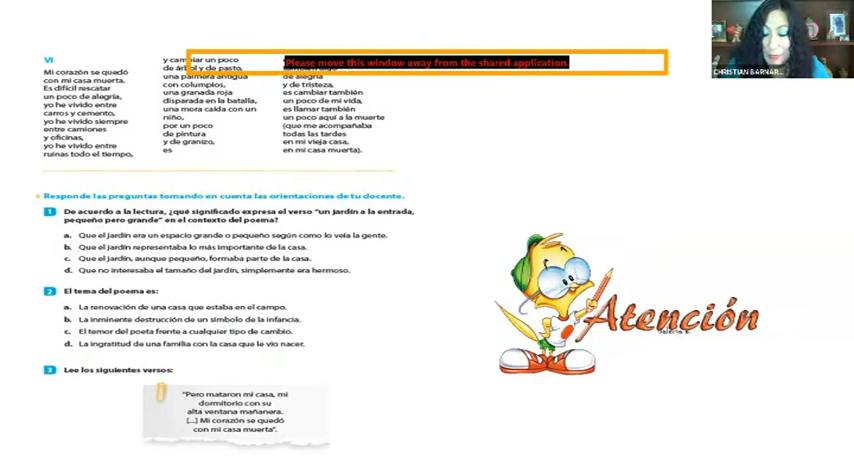 VI
Mi corazón se quedó
con mi casa muerta.
Es difícil rescatar
un poco de alegría,
yo he vivido entre
carros y cemento,
yo he vivido siempre
entre camiones
y oficinas,
yo he vivido entre
ruinas todo el tiempo,
y cambiar un poco
de árbol y de pasto,
una palmera antigua
con columpios,
una granada roja
disparada en la batalla,
una mora caída con un
niño,
por un poco
de pintura
y de granizo,
es
de alegría
y de tristeza,
es cambiar también
un poco de mi vida,
es llamar también
un poco aquí a la muerte
(que me acompañaba
todas las tardes
en mi vieja casa,
en mi casa muerta).
Please move this window away from the shared application.
CHRISTIAN BARNAR...
Responde las preguntas tomando en cuenta las orientaciones de tu docente.
1 De acuerdo a la lectura, ¿qué significado expresa el verso "un jardín a la entrada,
pequeño pero grande" en el contexto del poema?
a. Que el jardín era un espacio grande o pequeño según como lo veía la gente.
b. Que el jardín representaba lo más importante de la casa.
c. Que el jardín, aunque pequeño, formaba parte de la casa.
d. Que no interesaba el tamaño del jardín, simplemente era hermoso.
2 El tema del poema es:
a. La renovación de una casa que estaba en el campo.
b. La inminente destrucción de un símbolo de la infancia.
c. El temor del poeta frente a cualquier tipo de cambio.
d. La ingratitud de una familia con la casa que le vio nacer.
3 Lee los siguientes versos:
"Pero mataron mi casa, mi
dormitorio con su
alta ventana mañanera.
[...] Mi corazón se quedó
con mi casa muerta".
Atención